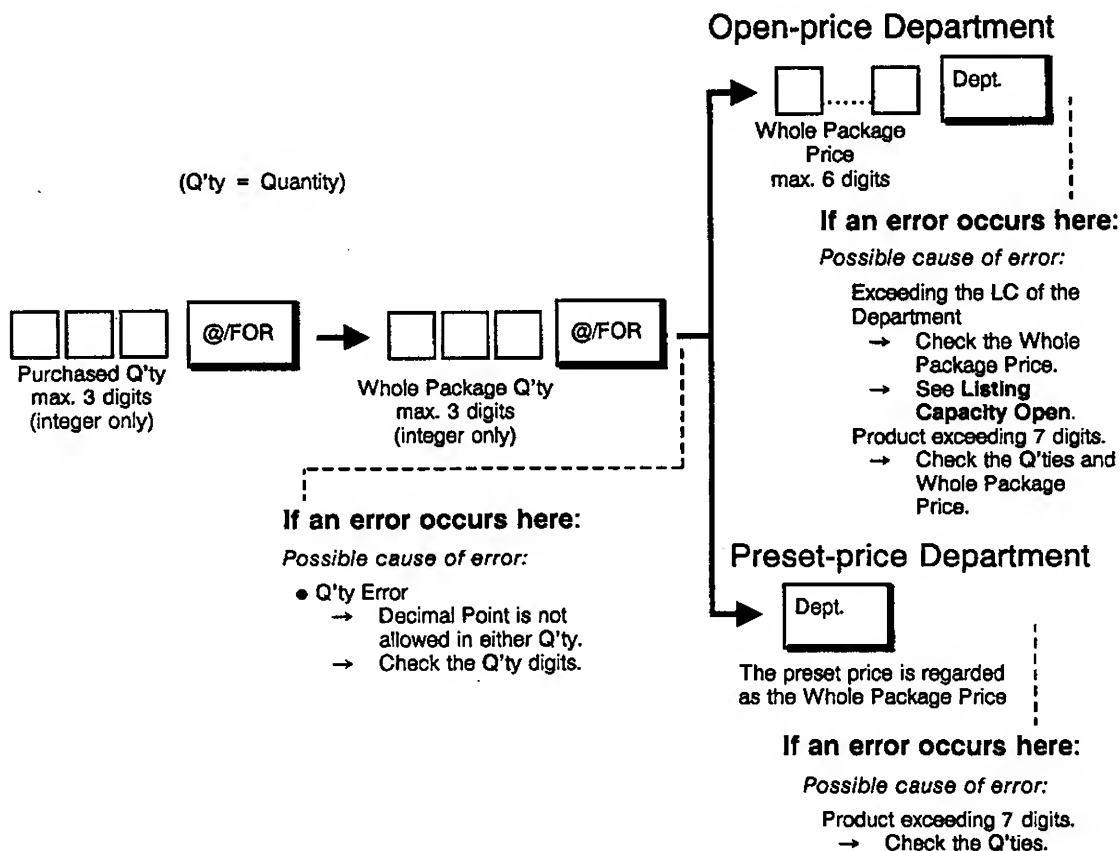 (Q'ty = Quantity)
@/FOR
Purchased Q'ty
max. 3 digits
(integer only)
@/FOR
Whole Package Q'ty
max. 3 digits
(integer only)
If an error occurs here:
Possible cause of error:
● Q'ty Error
→ Decimal Point is not
allowed in either Q'ty.
→ Check the Q'ty digits.
Open-price Department
Dept.
Whole Package
Price
max. 6 digits
If an error occurs here:
Possible cause of error:
Exceeding the LC of the
Department
→ Check the Whole
Package Price.
→ See Listing
Capacity Open.
Product exceeding 7 digits.
→ Check the Q'ties and
Whole Package
Price.
Preset-price Department
Dept.
The preset price is regarded
as the Whole Package Price
If an error occurs here:
Possible cause of error:
Product exceeding 7 digits.
→ Check the Q'ties.